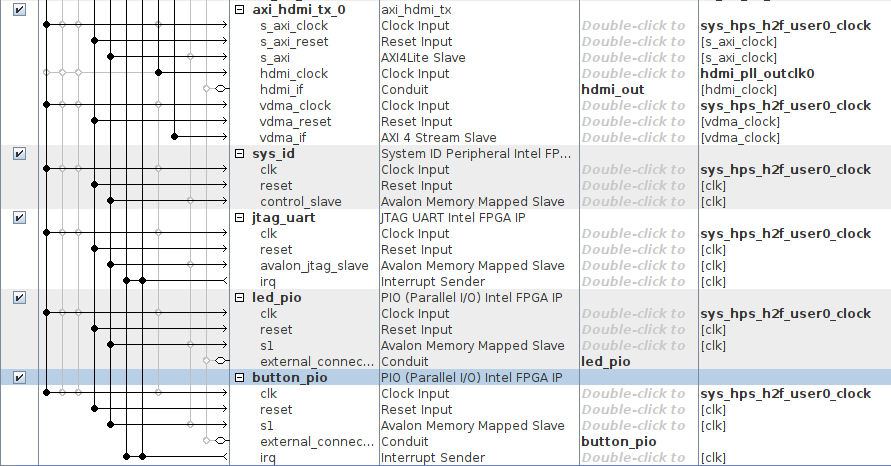 axi_hdmi_tx_0 axi_hdmi_tx
s_axi_clock Clock Input Double-click to sys_hps_h2f_user0_clock
s_axi_reset Reset Input Double-click to [s_axi_clock]
s_axi AXI4Lite Slave Double-click to [s_axi_clock]
hdmi_clock Clock Input Double-click to hdmi_pll_outclk0
hdmi_if Conduit hdmi_out [hdmi_clock]
vdma_clock Clock Input Double-click to sys_hps_h2f_user0_clock
vdma_reset Reset Input Double-click to [vdma_clock]
vdma_if AXI 4 Stream Slave Double-click to [vdma_clock]
sys_id System ID Peripheral Intel FP...
clk Clock Input Double-click to sys_hps_h2f_user0_clock
reset Reset Input Double-click to [clk]
control_slave Avalon Memory Mapped Slave Double-click to [clk]
jtag_uart JTAG UART Intel FPGA IP
clk Clock Input Double-click to sys_hps_h2f_user0_clock
reset Reset Input Double-click to [clk]
avalon_jtag_slave Avalon Memory Mapped Slave Double-click to [clk]
irq Interrupt Sender Double-click to [clk]
led_pio PIO (Parallel I/O) Intel FPGA IP
clk Clock Input Double-click to sys_hps_h2f_user0_clock
reset Reset Input Double-click to [clk]
s1 Avalon Memory Mapped Slave Double-click to [clk]
external_connec... Conduit led_pio
button_pio PIO (Parallel I/O) Intel FPGA IP
clk Clock Input Double-click to sys_hps_h2f_user0_clock
reset Reset Input Double-click to [clk]
s1 Avalon Memory Mapped Slave Double-click to [clk]
external_connec... Conduit button_pio
irq Interrupt Sender Double-click to [clk]